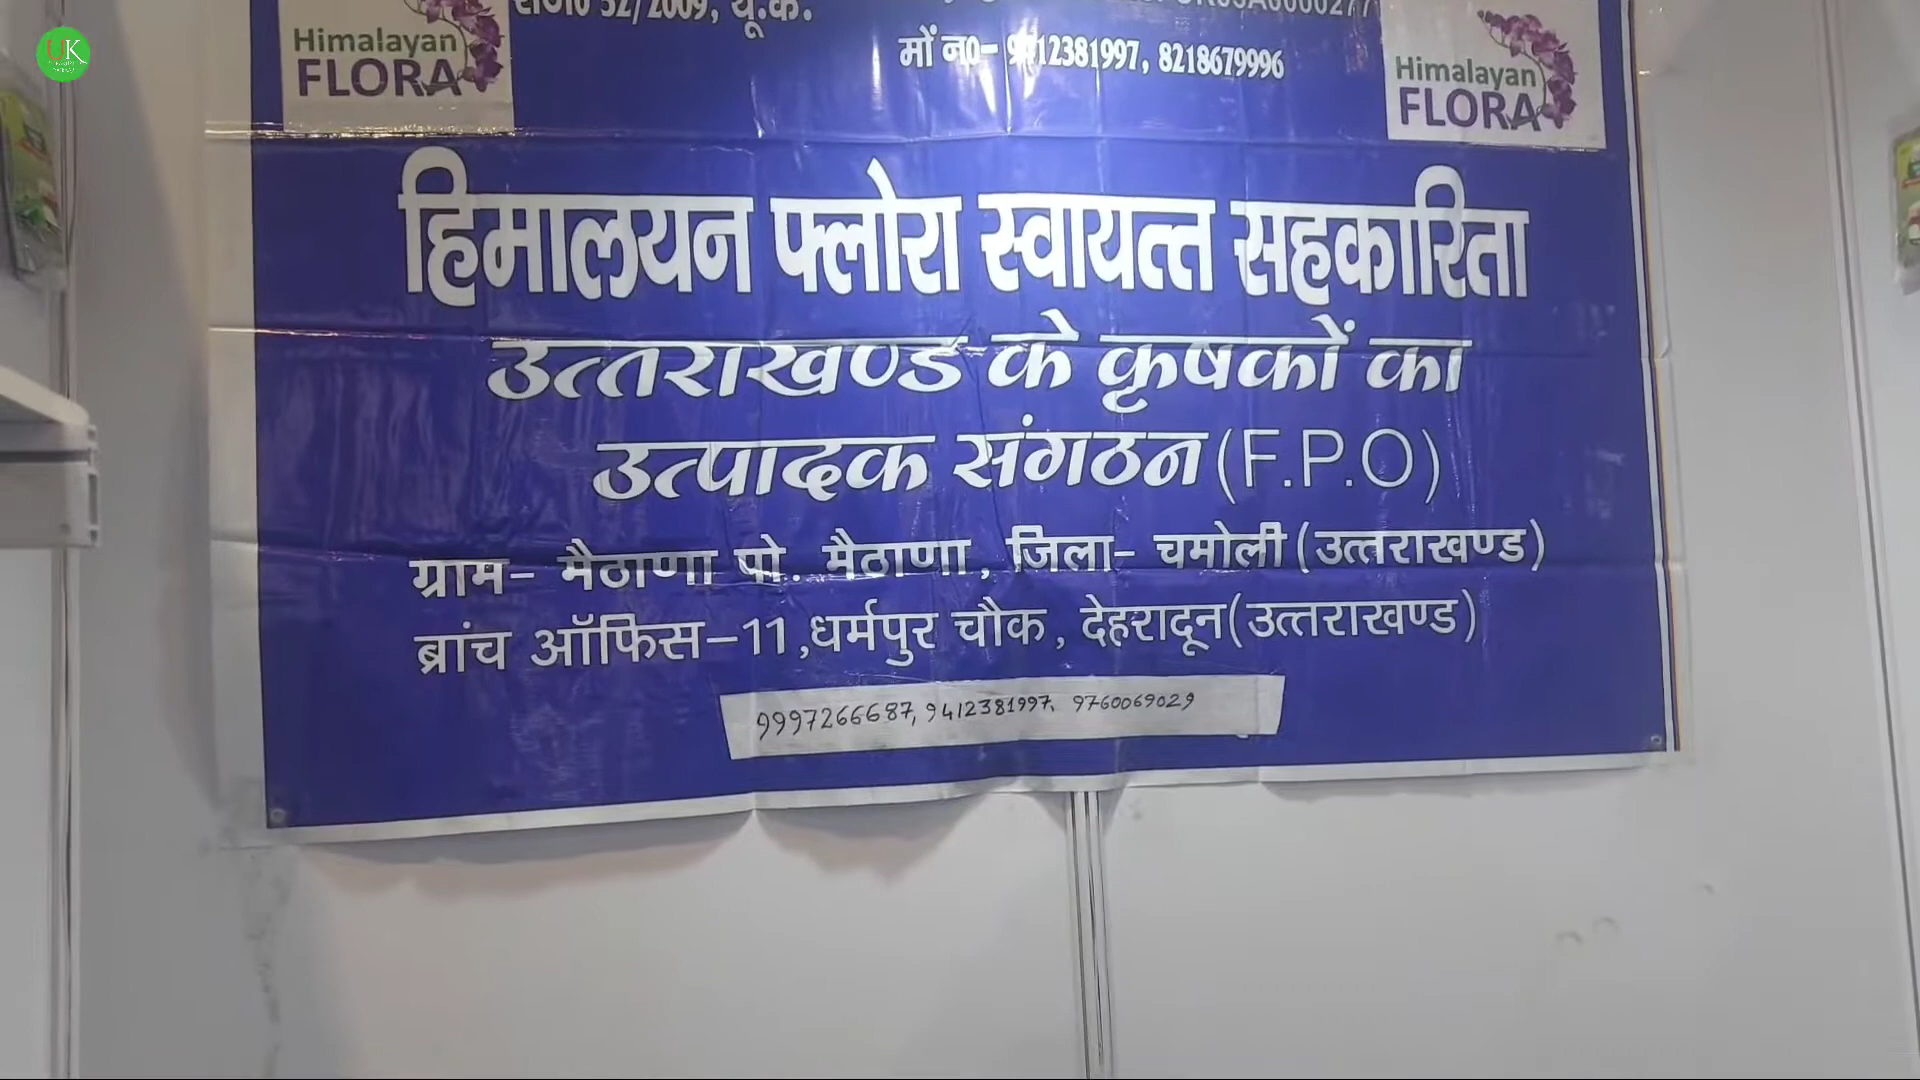 UK
Himalayan
FLORA
52/2009, यू.के.
मों न0- 9412381997, 8218679996
Himalayan
FLORA
हिमालयन फ्लोरा स्वायत्त सहकारिता
उत्तराखण्ड के कृषकों का
उत्पादक संगठन (F.P.O)
ग्राम- मैठाणा पो. मैठाणा, जिला- चमोली (उत्तराखण्ड)
ब्रांच ऑफिस-11,धर्मपुर चौक, देहरादून(उत्तराखण्ड)
9997266687, 9412381997, 9760069029